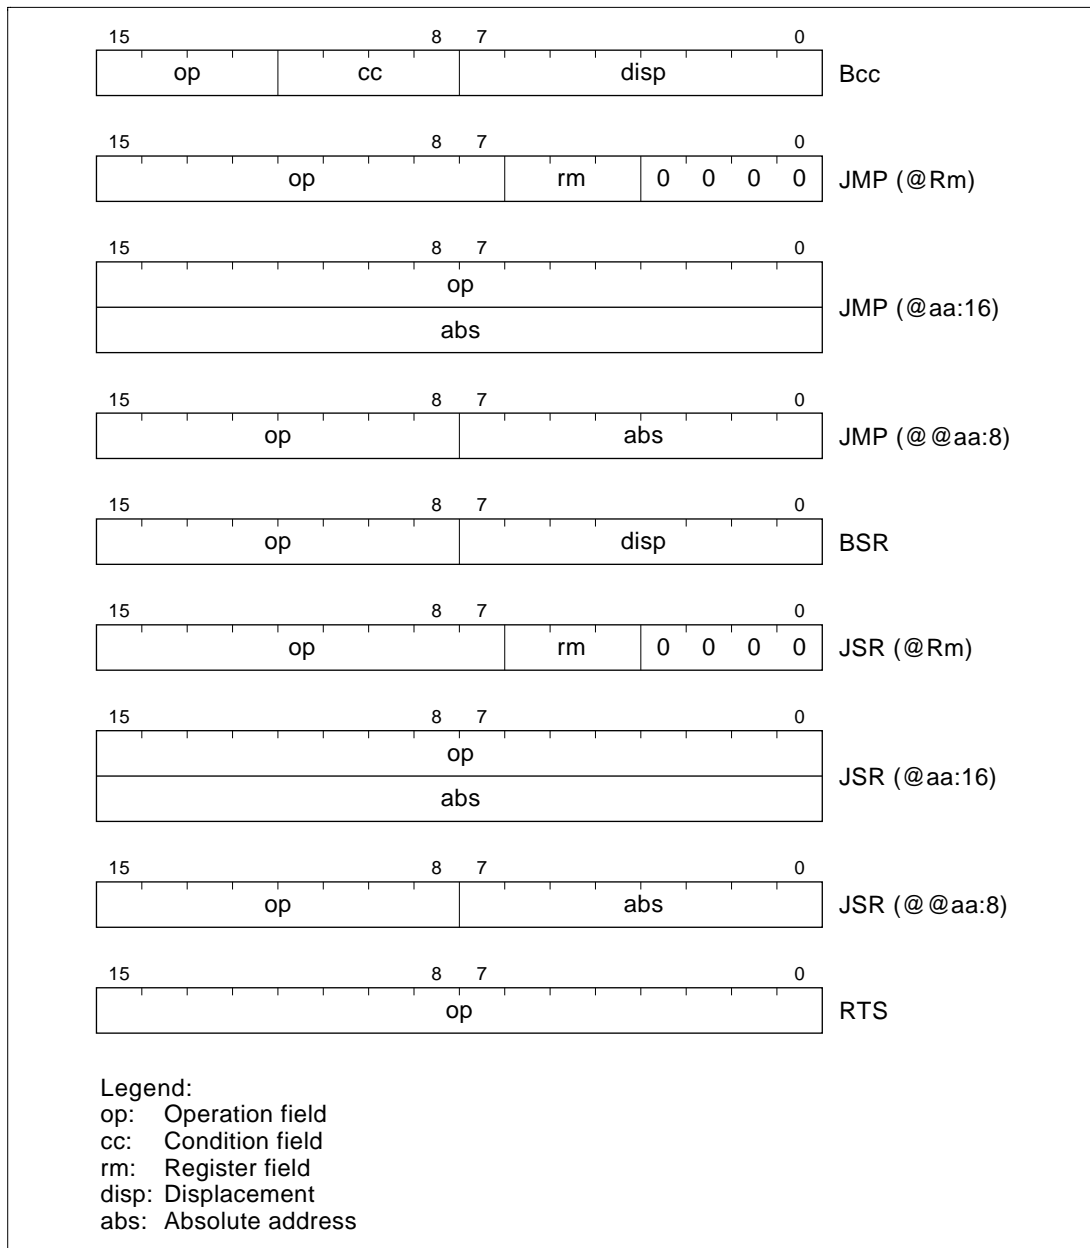 15 8 7 0
op cc disp Bcc
15 8 7 0
op rm 0 0 0 0 JMP (@Rm)
15 8 7 0
op
JMP (@aa:16)
abs
15 8 7 0
op abs JMP (@@aa:8)
15 8 7 0
op disp BSR
15 8 7 0
op rm 0 0 0 0 JSR (@Rm)
15 8 7 0
op
JSR (@aa:16)
abs
15 8 7 0
op abs JSR (@@aa:8)
15 8 7 0
op RTS
Legend:
op: Operation field
cc: Condition field
rm: Register field
disp: Displacement
abs: Absolute address